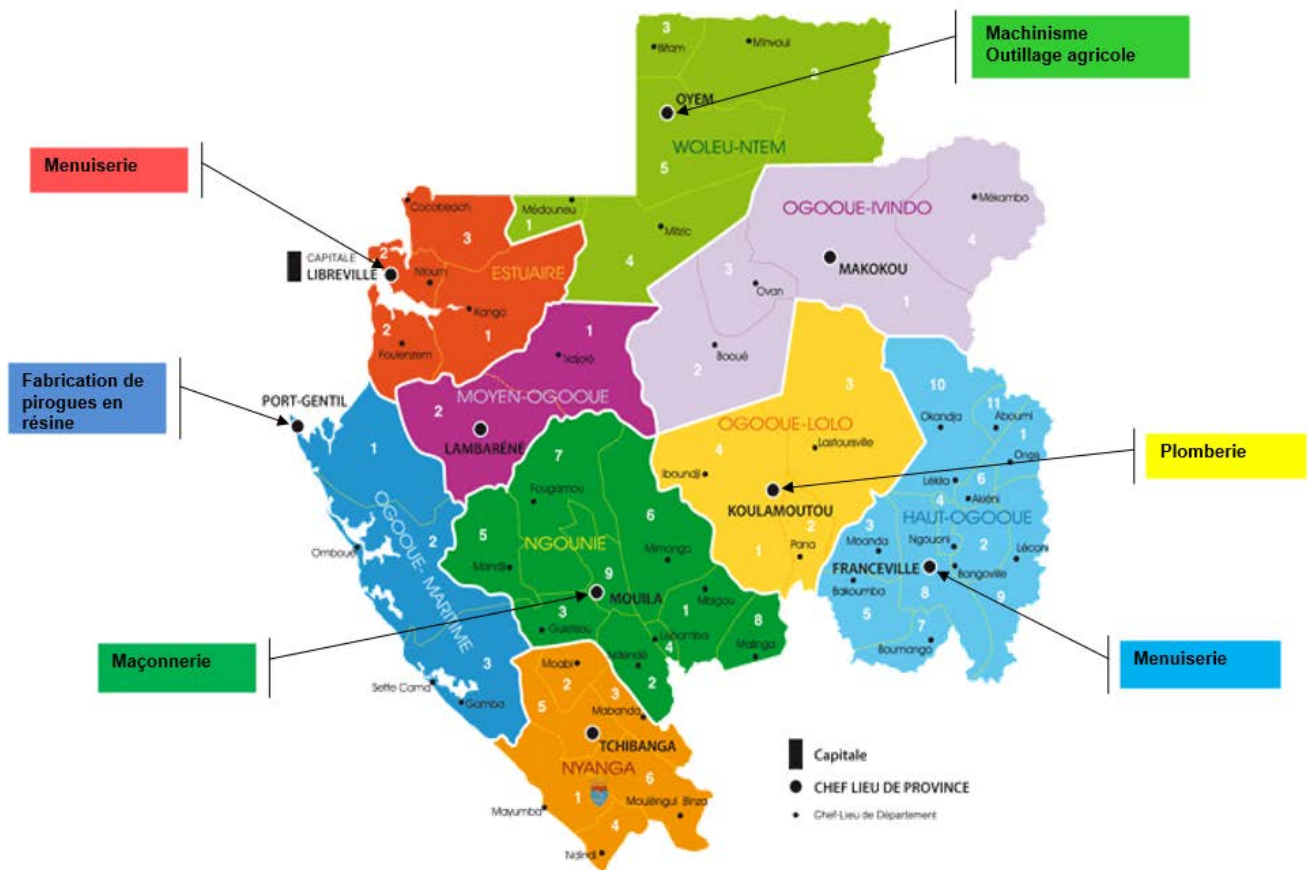 Machinisme
Outillage agricole
Menuiserie
Fabrication de
pirogues en
résine
Maçonnerie
Plomberie
Menuiserie
3
Bitam
Minvoul
2
OYEM
WOLEU-NTEM
5
Médouneu
1
Mitzic
4
OGOOUE-IVINDO
Mékambo
4
MAKOKOU
3
Ovan
1
Booué
2
Cocobeach
3
2
CAPITALE
LIBREVILLE
Ntoum
ESTUAIRE
Kango
2
1
Foulenzem
1
Ndjolé
MOYEN-OGOOUE
2
LAMBARÉNÉ
PORT-GENTIL
1
OGOOUE- MARITIME
2
Omboué
3
Sette Cama
Gamba
7
Fougamou
6
5
NGOUNIE
Mimongo
Mandji
9
MOUILA
Mbigou
3
1
8
Guietsou
Lebamba
4
Malinga
Ndendé
2
3
OGOOUE-LOLO
4
Lastoursville
Iboundji
KOULAMOUTOU
2
1
Pana
10
11
Okandja
Aboumi
1
Onga
Lékila
6
4
Akiéni
HAUT-OGOOUE
3
Moanda
Ngouoni
2
Lécani
FRANCEVILLE
Bongoville
Bakoumba
8
9
5
7
Boumango
Moabi
2
3
5
Mabanda
TCHIBANGA
NYANGA
6
1
Moulengui Binza
Mayumba
4
Ndindi
Capitale
CHEF LIEU DE PROVINCE
Chef-Lieu de Département